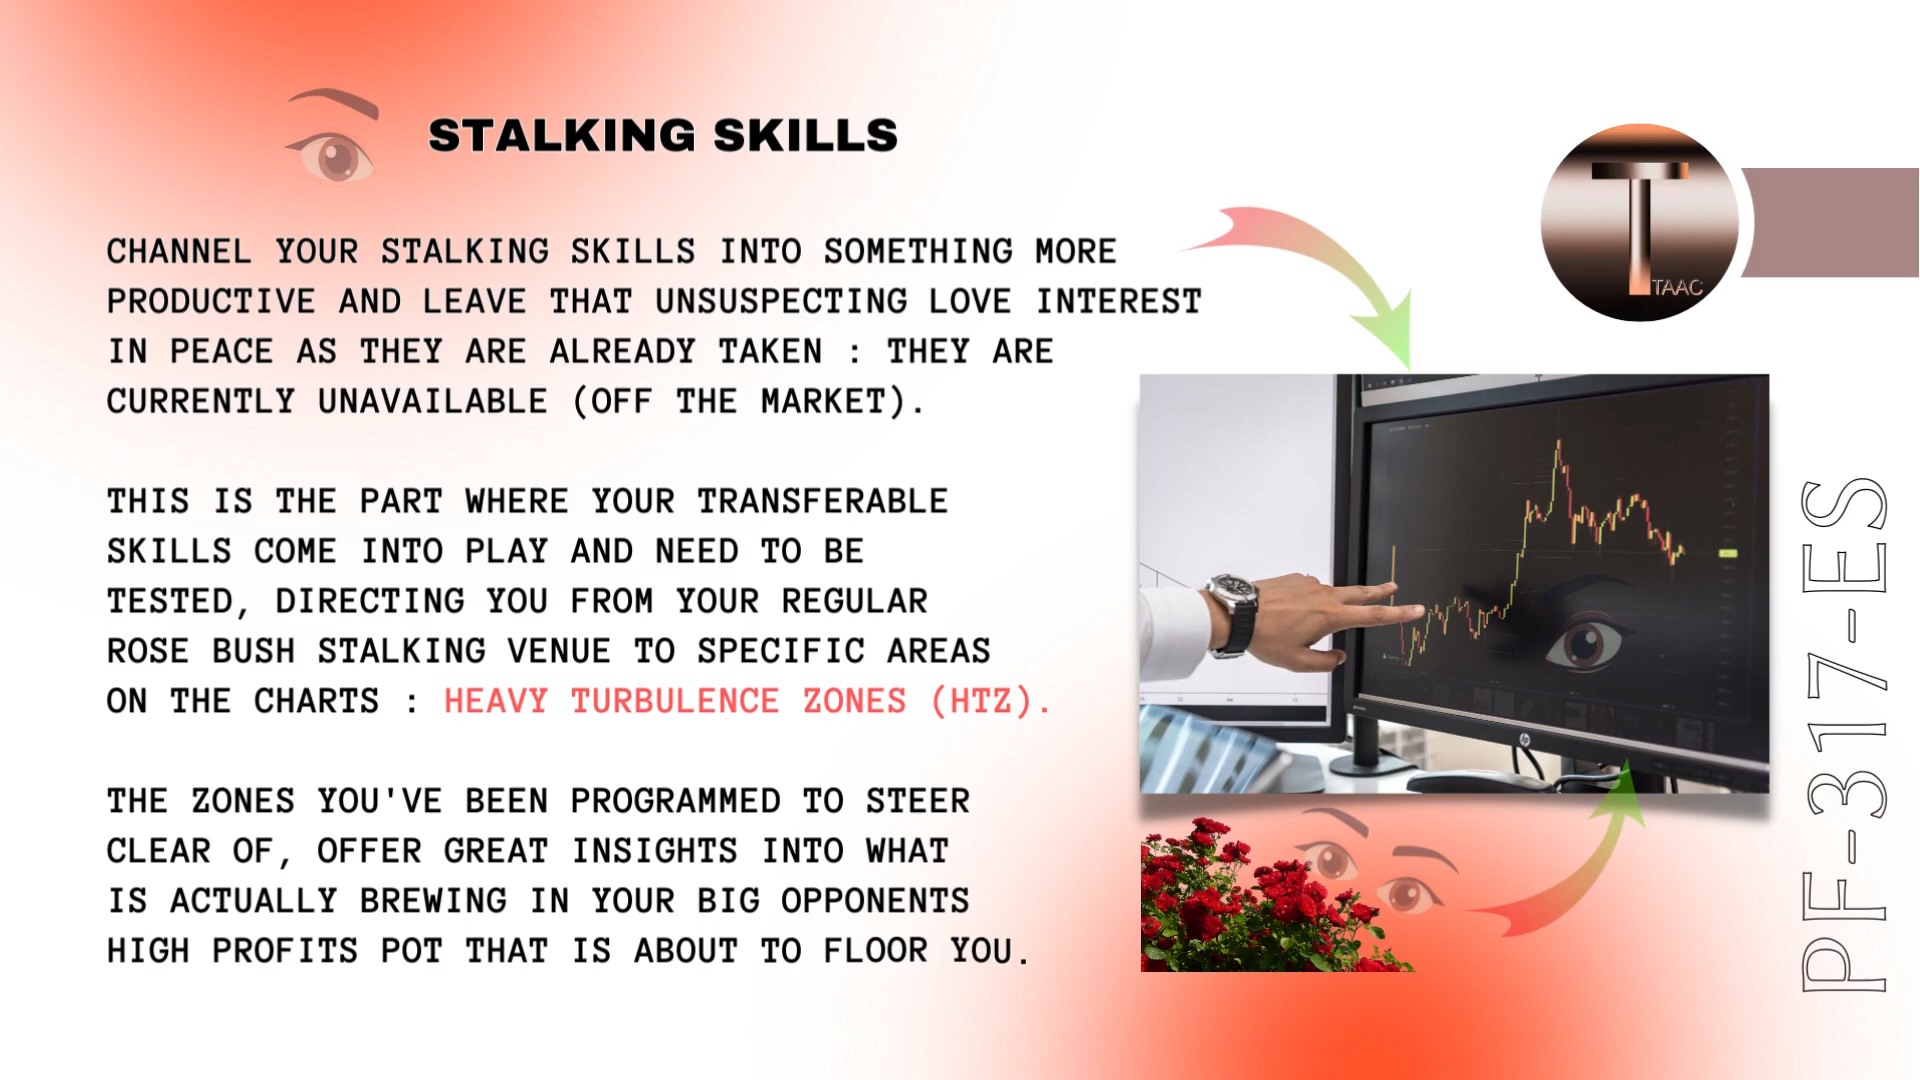 STALKING SKILLS
CHANNEL YOUR STALKING SKILLS INTO SOMETHING MORE
PRODUCTIVE AND LEAVE THAT UNSUSPECTING LOVE INTEREST
IN PEACE AS THEY ARE ALREADY TAKEN : THEY ARE
CURRENTLY UNAVAILABLE (OFF THE MARKET).
THIS IS THE PART WHERE YOUR TRANSFERABLE
SKILLS COME INTO PLAY AND NEED TO BE
TESTED, DIRECTING YOU FROM YOUR REGULAR
ROSE BUSH STALKING VENUE TO SPECIFIC AREAS
ON THE CHARTS : HEAVY TURBULENCE ZONES (HTZ).
THE ZONES YOU'VE BEEN PROGRAMMED TO STEER
CLEAR OF, OFFER GREAT INSIGHTS INTO WHAT
IS ACTUALLY BREWING IN YOUR BIG OPPONENTS
HIGH PROFITS POT THAT IS ABOUT TO FLOOR YOU.
T
TAAC
hp
PF-317-ES